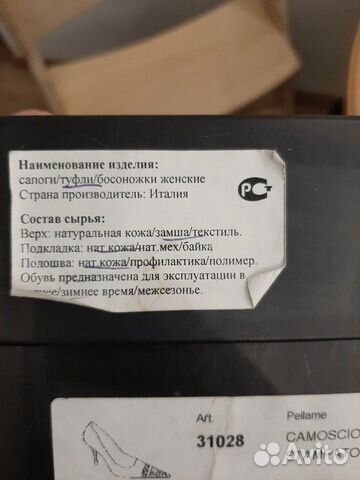 Наименование изделия:
сапоги/туфли/босоножки женские
Страна производитель: Италия
Состав сырья:
Верх: натуральная кожа/замша/текстиль.
Подкладка: нат.кожа/нат.мех/байка
Подошва: нат.кожа/профилактика/полимер.
Обувь предназначена для эксплуатации в
/зимнее время/межсезонье.
Art. Pellame
31028 CAMOSCIO
Avito